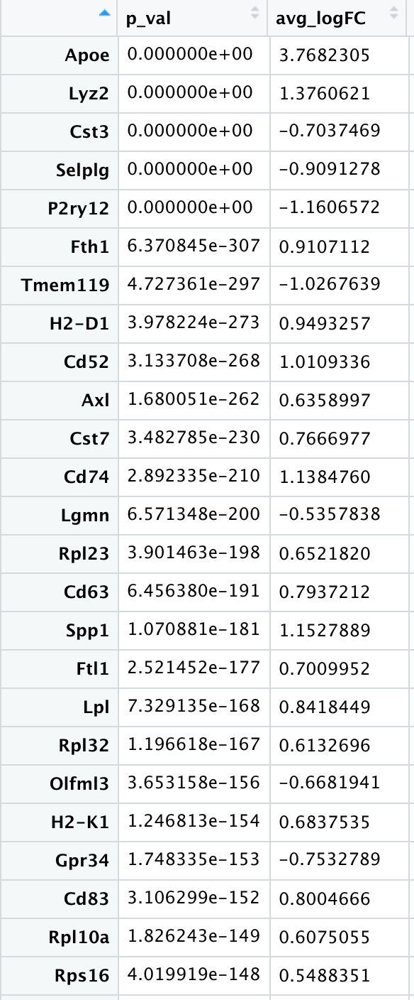 p_val avg_logFC
Apoe 0.000000e+00 3.7682305
Lyz2 0.000000e+00 1.3760621
Cst3 0.000000e+00 −0.7037469
Selplg 0.000000e+00 −0.9091278
P2ry12 0.000000e+00 −1.1606572
Fth1 6.370845e−307 0.9107112
Tmem119 4.727361e−297 −1.0267639
H2−D1 3.978224e−273 0.9493257
Cd52 3.133708e−268 1.0109336
Axl 1.680051e−262 0.6358997
Cst7 3.482785e−230 0.7666977
Cd74 2.892335e−210 1.1384760
Lgmn 6.571348e−200 −0.5357838
Rpl23 3.901463e−198 0.6521820
Cd63 6.456380e−191 0.7937212
Spp1 1.070881e−181 1.1527889
Ftl1 2.521452e−177 0.7009952
Lpl 7.329135e−168 0.8418449
Rpl32 1.196618e−167 0.6132696
Olfml3 3.653158e−156 −0.6681941
H2−K1 1.246813e−154 0.6837535
Gpr34 1.748335e−153 −0.7532789
Cd83 3.106299e−152 0.8004666
Rpl10a 1.826243e−149 0.6075055
Rps16 4.019919e−148 0.5488351